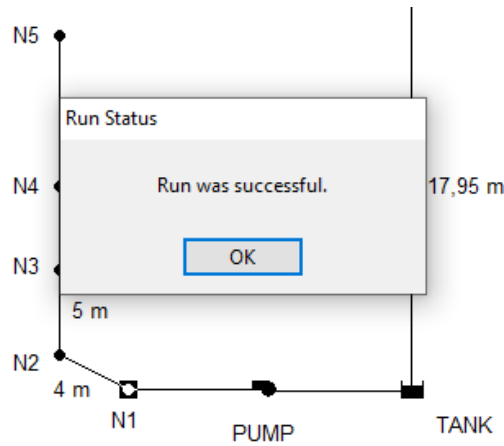 N5
Run Status
Run was successful.
N4
17,95 m
OK
N3
5 m
N2
4 m
N1
PUMP
TANK